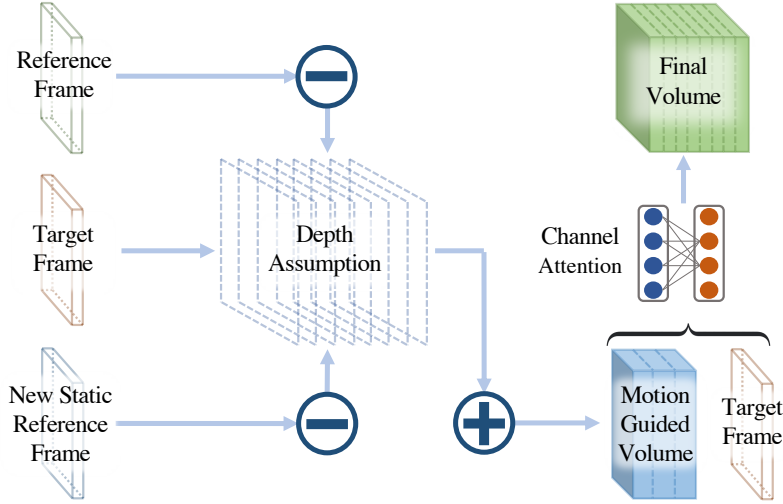 Reference
Frame
Final
Volume
Target
Frame
Depth
Assumption
Channel
Attention
New Static
Reference
Frame
Motion
Guided
Volume
Target
Frame